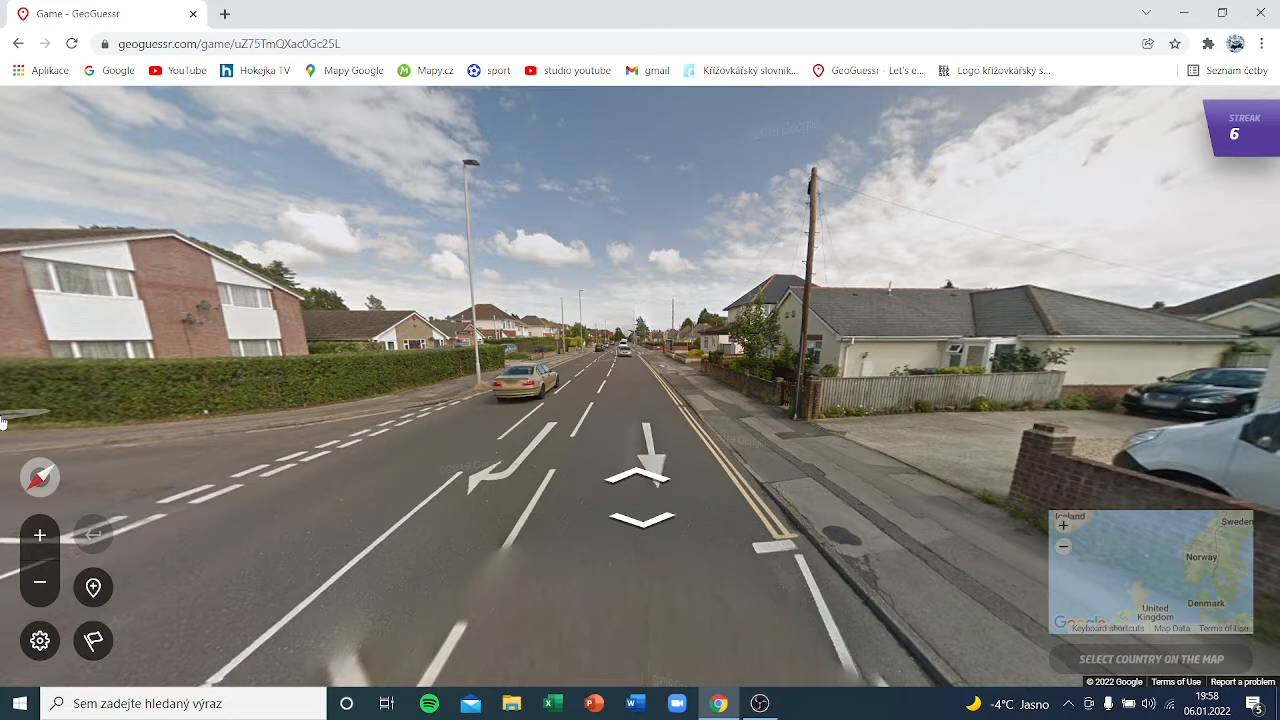 Game - GeoGuessr
geoguessr.com/game/uZ75TmQXac0Gc25L
Aplikace
Google
YouTube
Hokejka TV
Mapy Google
Mapy.cz
sport
studio youtube
gmail
Křížovkářský slovník...
GeoGuessr - Let's e...
Logo křížovkářský s...
Seznam četby
STREAK
6
Iceland
Sweden
Norway
Denmark
United
Kingdom
Google
Keyboard shortcuts
Map Data
Terms of Use
SELECT COUNTRY ON THE MAP
© 2022 Google
Terms of Use
Report a problem
Sem zadejte hledaný výraz
-4°C Jasno
19:58
06.01.2022
5